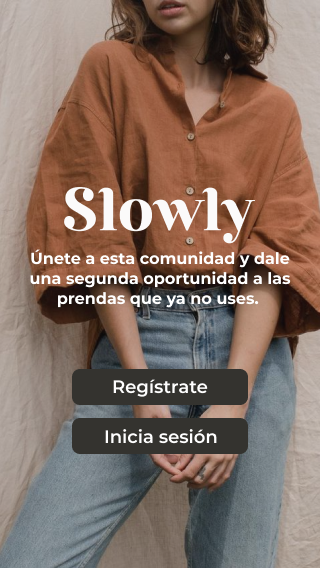 Slowly
Únete a esta comunidad y dale
una segunda oportunidad a las
prendas que ya no uses.
Regístrate
Inicia sesión